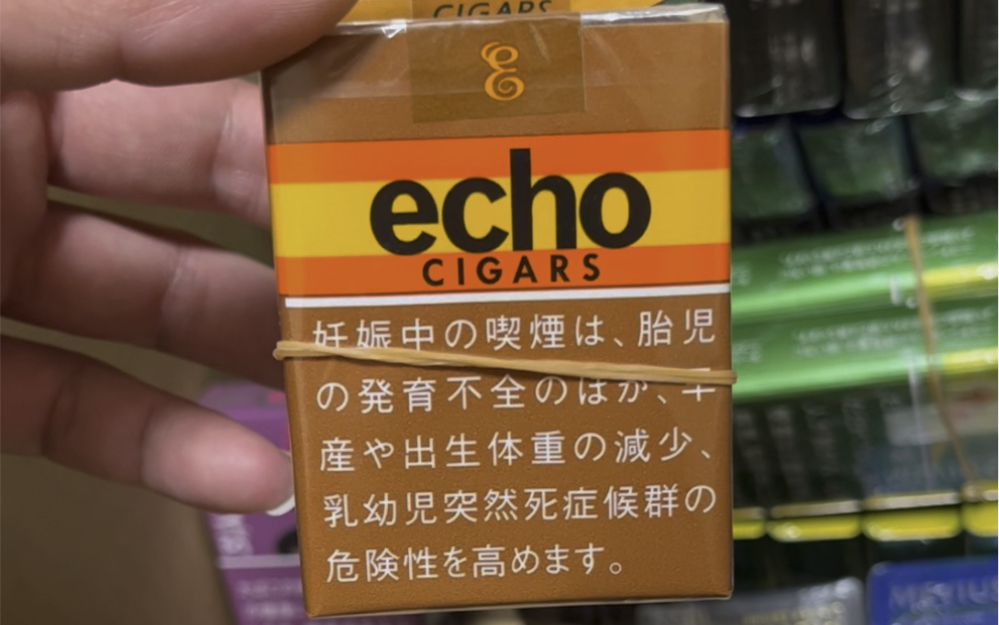 CIGARS
echo
CIGARS
妊娠中の喫煙は、胎児
の発育不全のほか、早
産や出生体重の減少、
乳幼児突然死症候群の
危険性を高めます。
MEVIUS